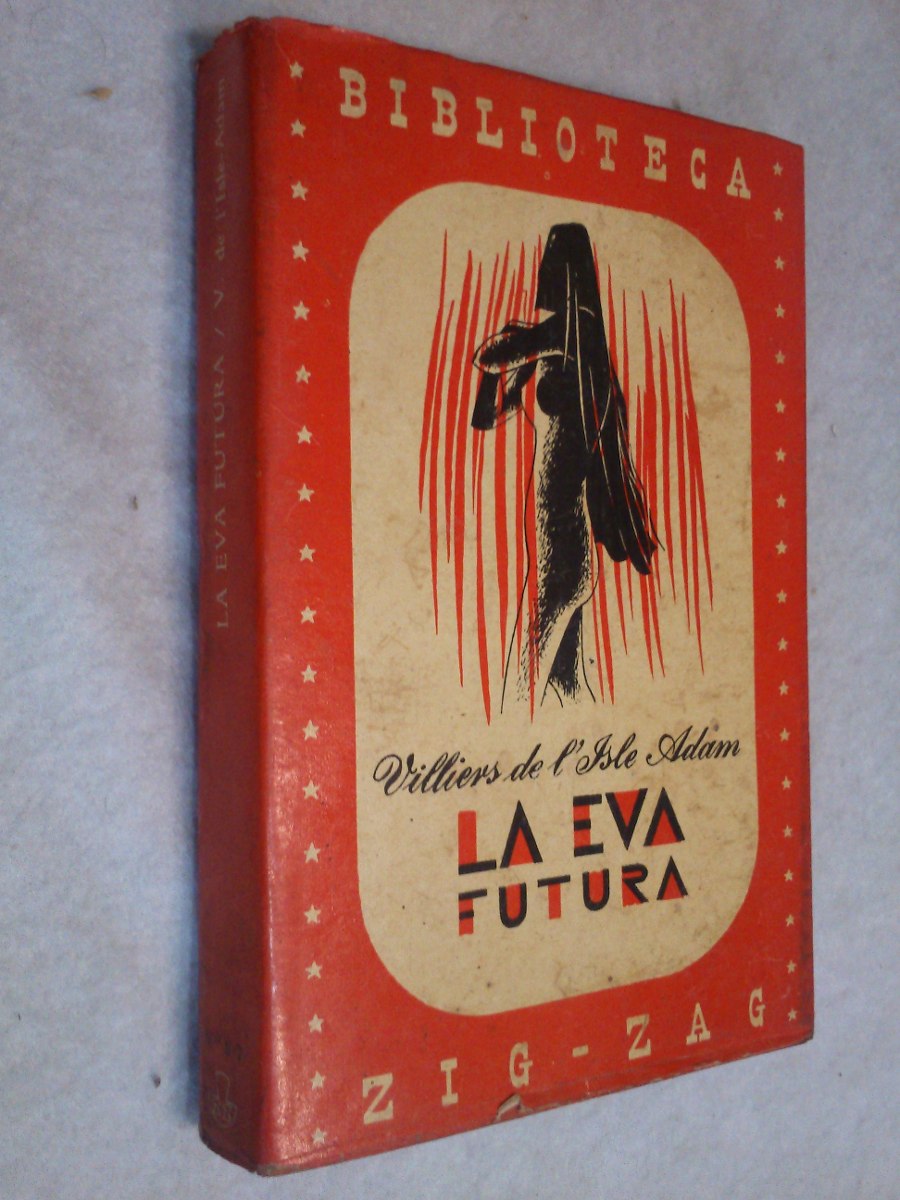 BIBLIOTECA
Villiers de l'Isle Adam
LA EVA
FUTURA
ZIG-ZAG
LA EVA FUTURA / V. de l'Isle Adam